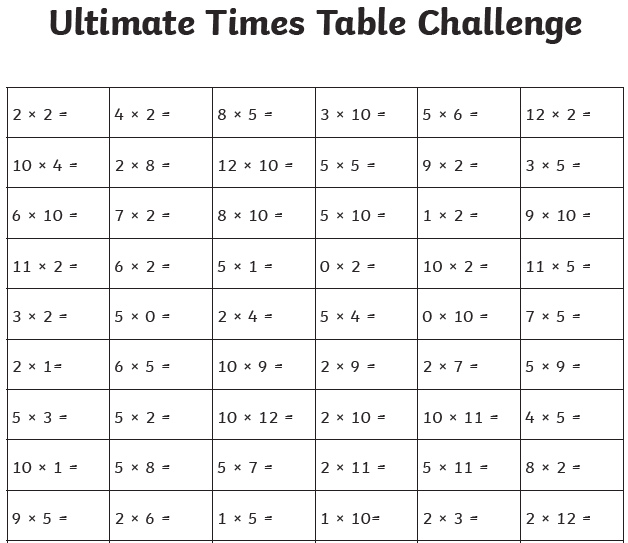 Ultimate Times Table Challenge
2 × 2 = 4 × 2 = 8 × 5 = 3 × 10 = 5 × 6 = 12 × 2 =
10 × 4 = 2 × 8 = 12 × 10 = 5 × 5 = 9 × 2 = 3 × 5 =
6 × 10 = 7 × 2 = 8 × 10 = 5 × 10 = 1 × 2 = 9 × 10 =
11 × 2 = 6 × 2 = 5 × 1 = 0 × 2 = 10 × 2 = 11 × 5 =
3 × 2 = 5 × 0 = 2 × 4 = 5 × 4 = 0 × 10 = 7 × 5 =
2 × 1= 6 × 5 = 10 × 9 = 2 × 9 = 2 × 7 = 5 × 9 =
5 × 3 = 5 × 2 = 10 × 12 = 2 × 10 = 10 × 11 = 4 × 5 =
10 × 1 = 5 × 8 = 5 × 7 = 2 × 11 = 5 × 11 = 8 × 2 =
9 × 5 = 2 × 6 = 1 × 5 = 1 × 10= 2 × 3 = 2 × 12 =